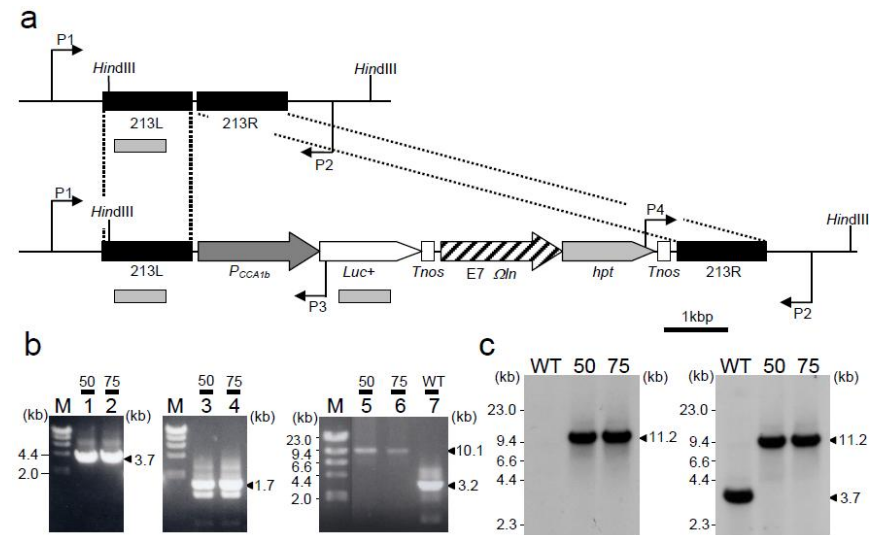 a
P1
HindIII
HindIII
213L
213R
P2
P1
HindIII
P4
HindIII
213L
PCCA1b
Luc+
Tnos
E7 ΩIn
hpt
Tnos
213R
P3
P2
1kbp
b
50 75
(kb) M 1 2 (kb)
4.4
2.0
3.7
50 75
M 3 4 (kb)
1.7
50 75 WT
(kb) M 5 6 7 (kb)
23.0
9.4
6.6
4.4
2.0
10.1
3.2
c
WT 50 75
(kb) (kb)
23.0
9.4
6.6
4.4
2.3
11.2
WT 50 75
(kb) (kb)
23.0
9.4
6.6
4.4
2.3
11.2
3.7